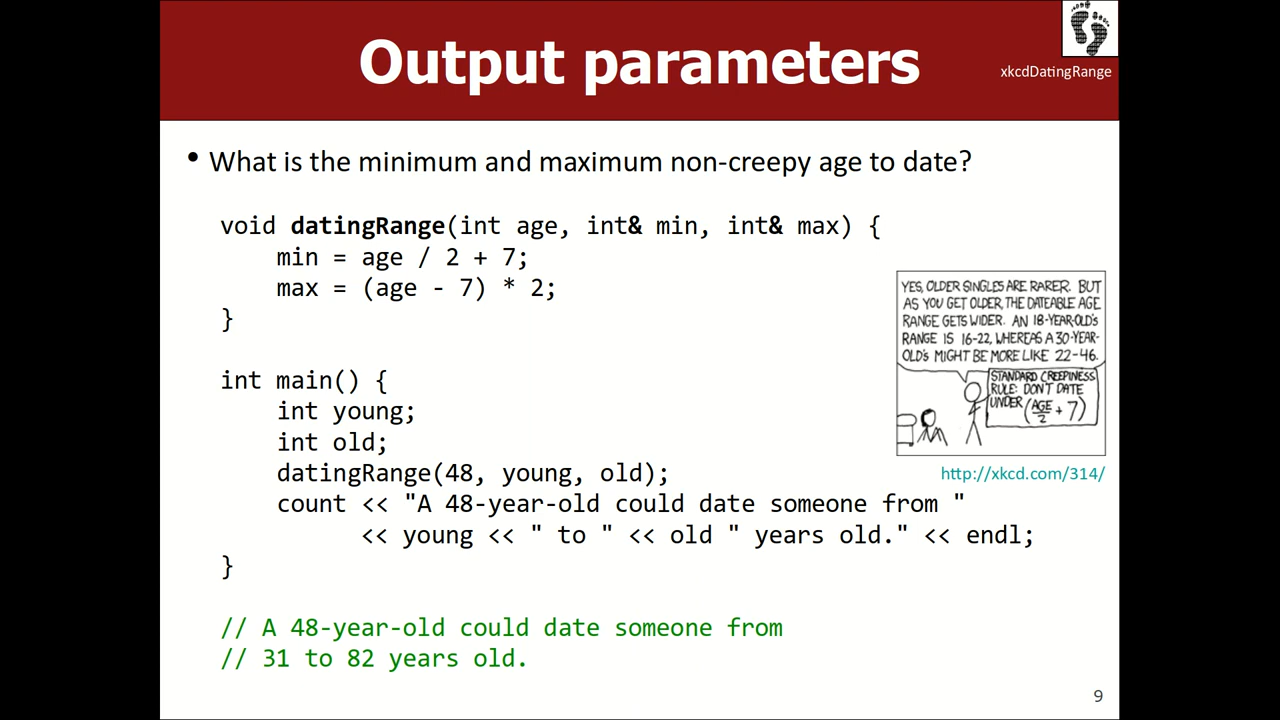 Output parameters
xkcdDatingRange
• What is the minimum and maximum non-creepy age to date?
void datingRange(int age, int& min, int& max) {
    min = age / 2 + 7;
    max = (age - 7) * 2;
}
int main() {
    int young;
    int old;
    datingRange(48, young, old);
    count << "A 48-year-old could date someone from "
          << young << " to " << old " years old." << endl;
}
// A 48-year-old could date someone from
// 31 to 82 years old.
YES, OLDER SINGLES ARE RARER. BUT
AS YOU GET OLDER, THE DATEABLE AGE
RANGE GETS WIDER. AN 18-YEAR-OLD'S
RANGE IS 16-22, WHEREAS A 30-YEAR-
OLD'S MIGHT BE MORE LIKE 22-46.
STANDARD CREEPINESS
RULE: DON'T DATE
UNDER (AGE/2 + 7)
http://xkcd.com/314/
9